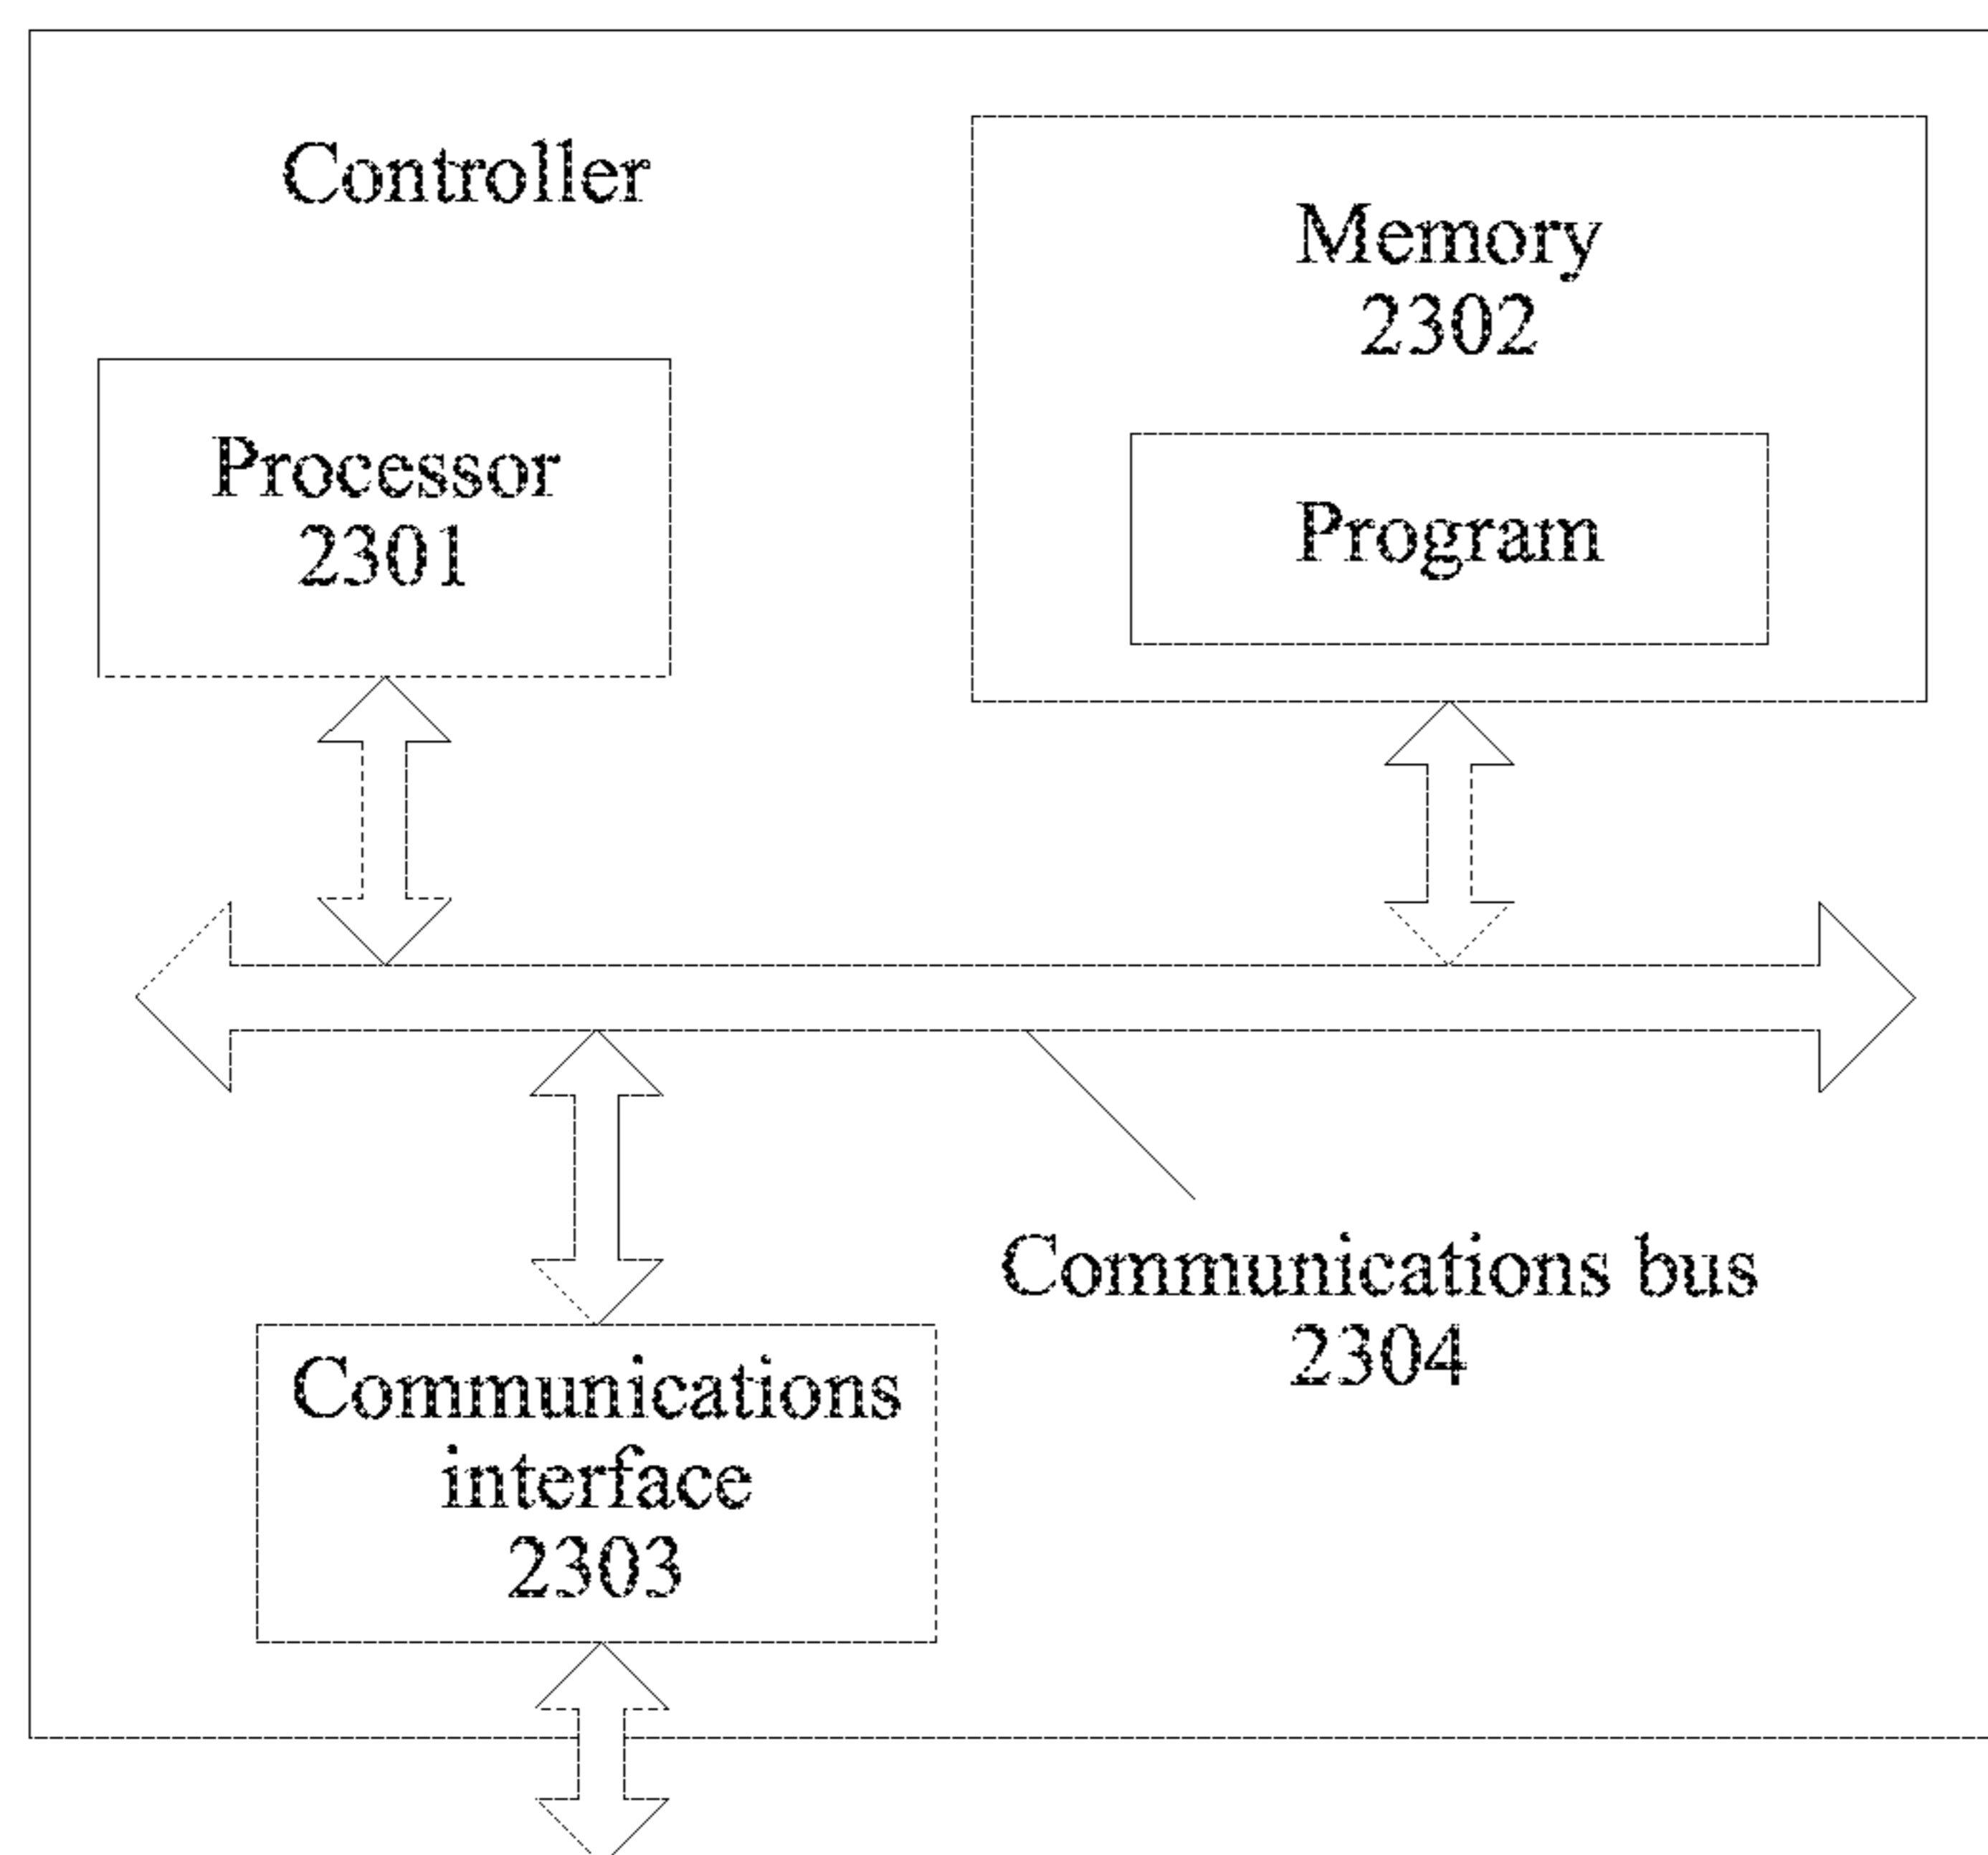 Controller
Memory
2302
Processor
2301
Program
Communications bus
2304
Communications
interface
2303